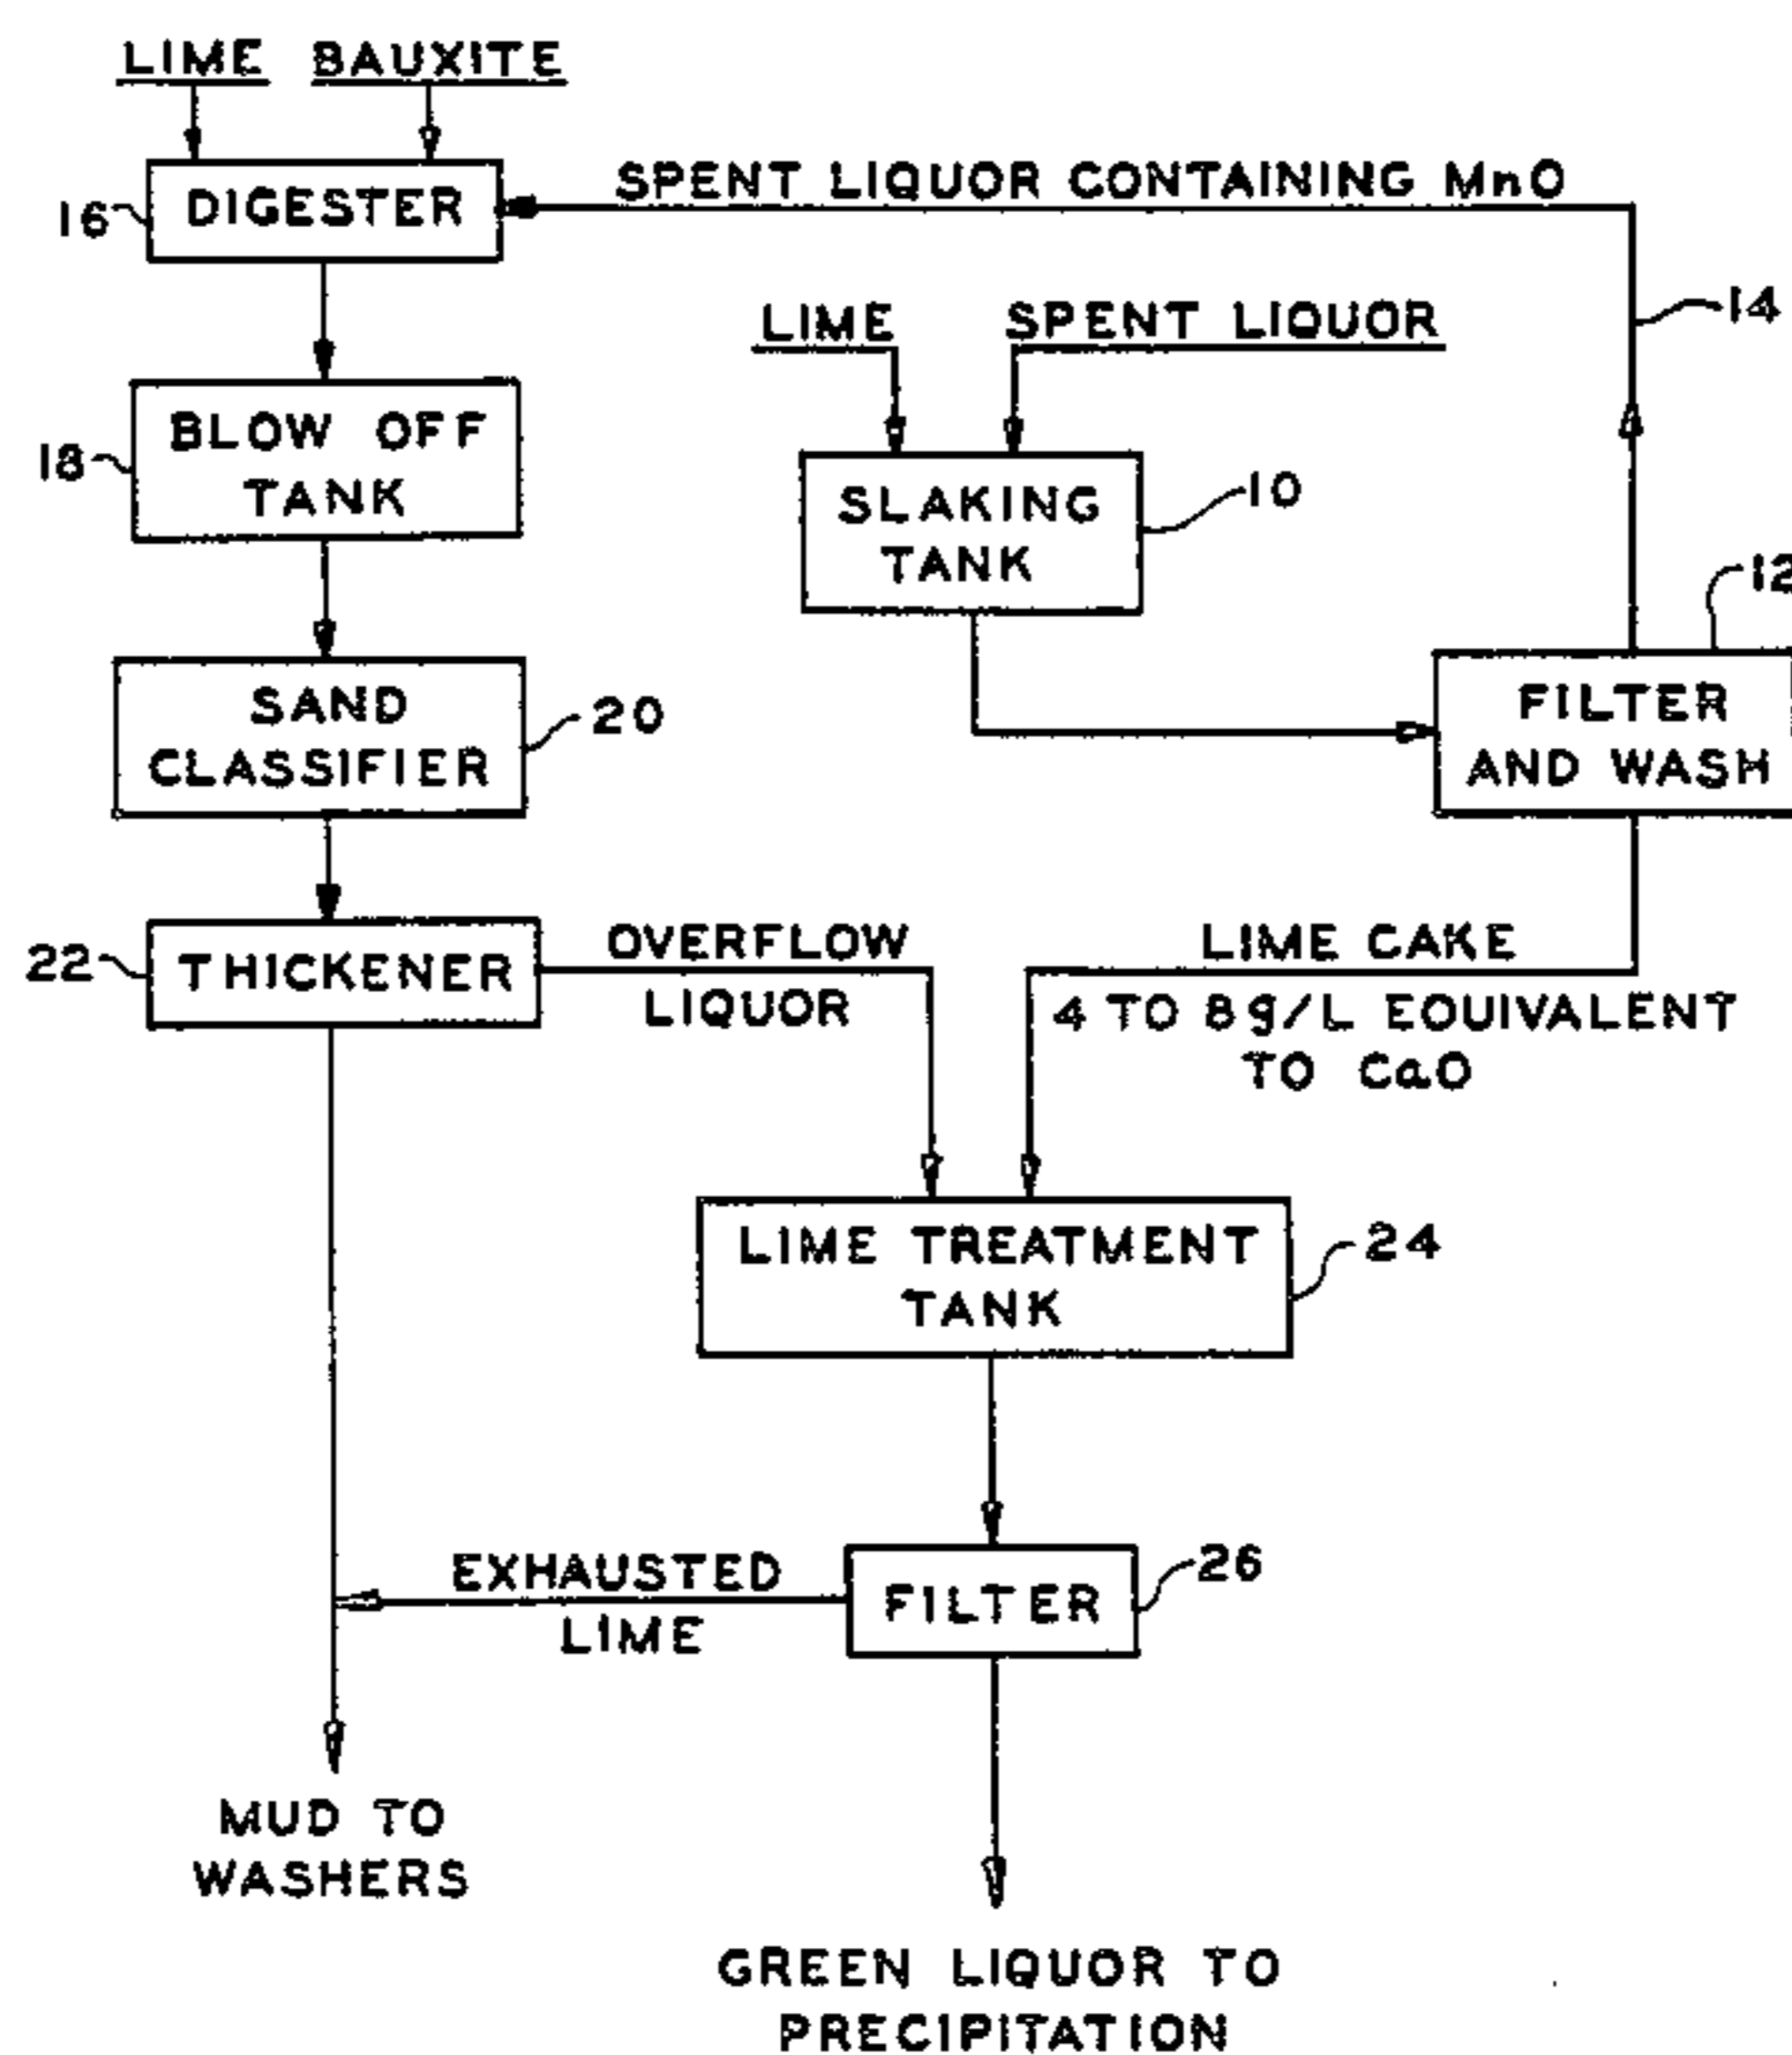 LIME BAUXITE
SPENT LIQUOR CONTAINING MnO
16 DIGESTER
14
LIME SPENT LIQUOR
BLOW OFF
18
TANK
SLAKING
TANK
10
12
SAND
CLASSIFIER
20
FILTER
AND WASH
22 THICKENER
OVERFLOW
LIQUOR
LIME CAKE
4 TO 8g/L EQUIVALENT
TO CaO
LIME TREATMENT
TANK
24
EXHAUSTED
LIME
FILTER
26
MUD TO
WASHERS
GREEN LIQUOR TO
PRECIPITATION